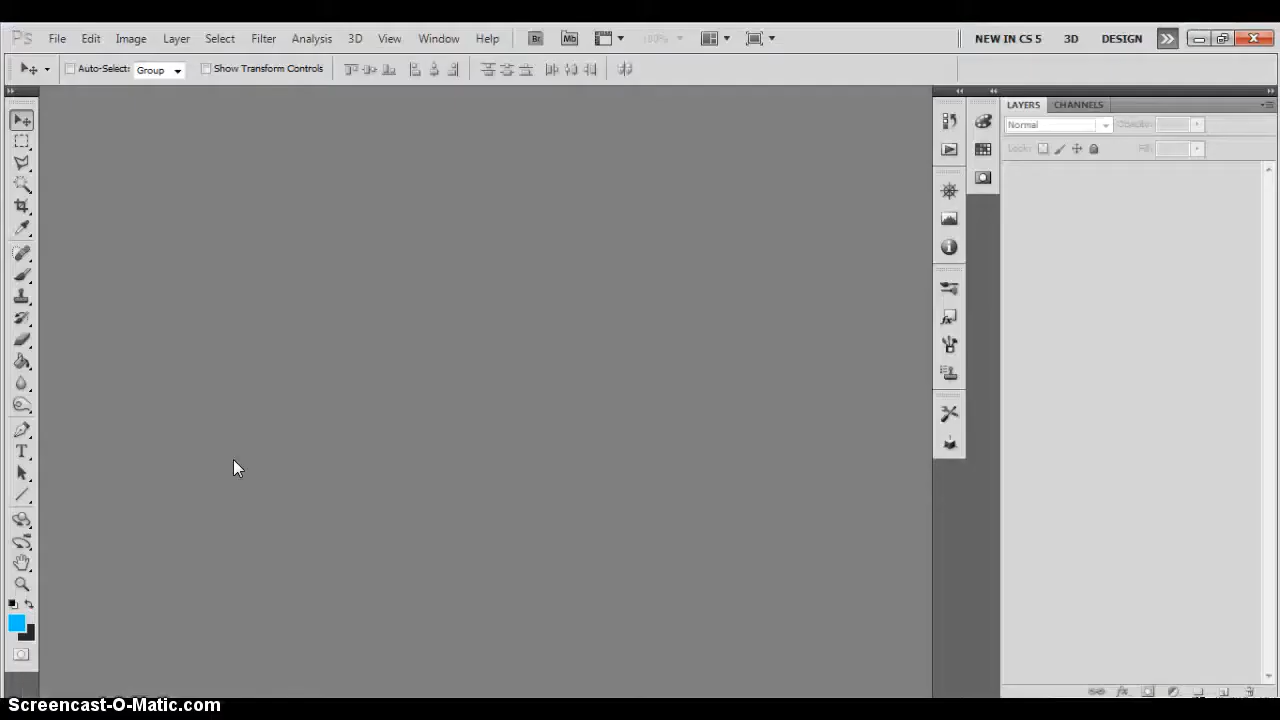 Ps File Edit Image Layer Select Filter Analysis 3D View Window Help Br Mb 100% NEW IN CS 5 3D DESIGN
Auto-Select: Group Show Transform Controls
LAYERS CHANNELS
Normal Opacity:
Lock: Fill:
T
Screencast-O-Matic.com